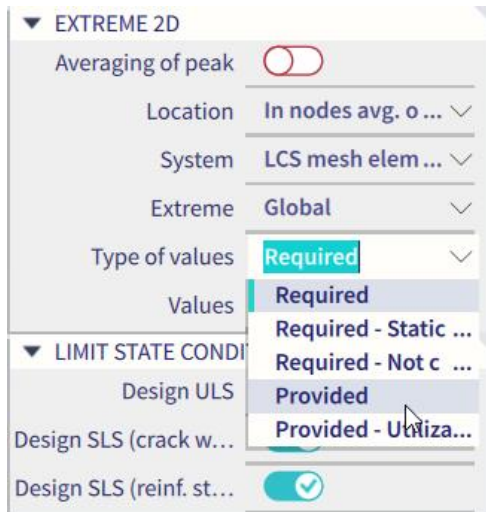 EXTREME 2D
Averaging of peak
Location In nodes avg. o ...
System LCS mesh elem ...
Extreme Global
Type of values Required
Required
Values
Required - Static ...
LIMIT STATE CONDI
Required - Not c ...
Design ULS Provided
Provided - Utiliza...
Design SLS (crack w...
Design SLS (reinf. st...